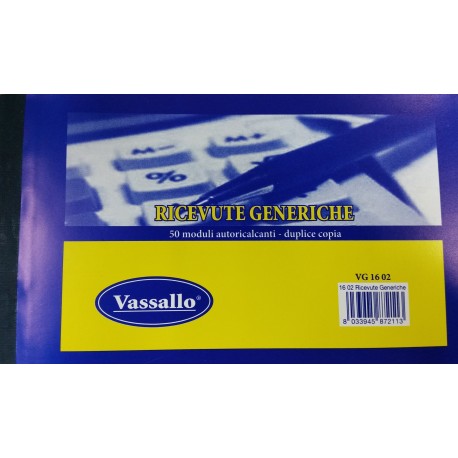 M- M+
%
RICEVUTE GENERICHE
50 moduli autoricalcanti - duplice copia
VG 16 02
16 02 Ricevute Generiche
Vassallo®
8 033945 872113